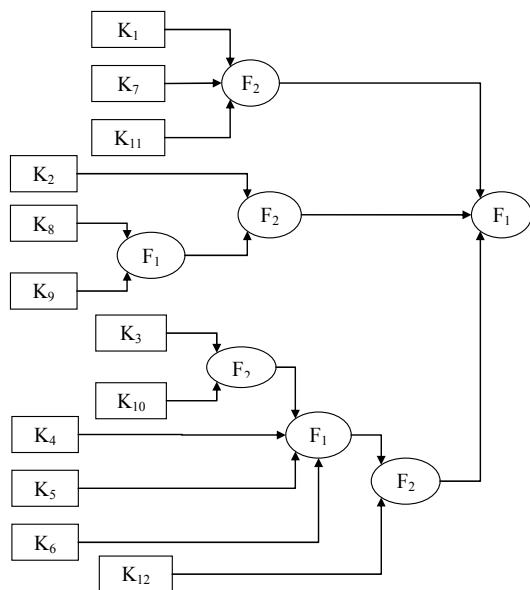 K₁
K₇
F₂
K₁₁
K₂
K₈
F₂
F₁
F₁
K₉
K₃
F₂
K₁₀
K₄
F₁
K₅
F₂
K₆
K₁₂